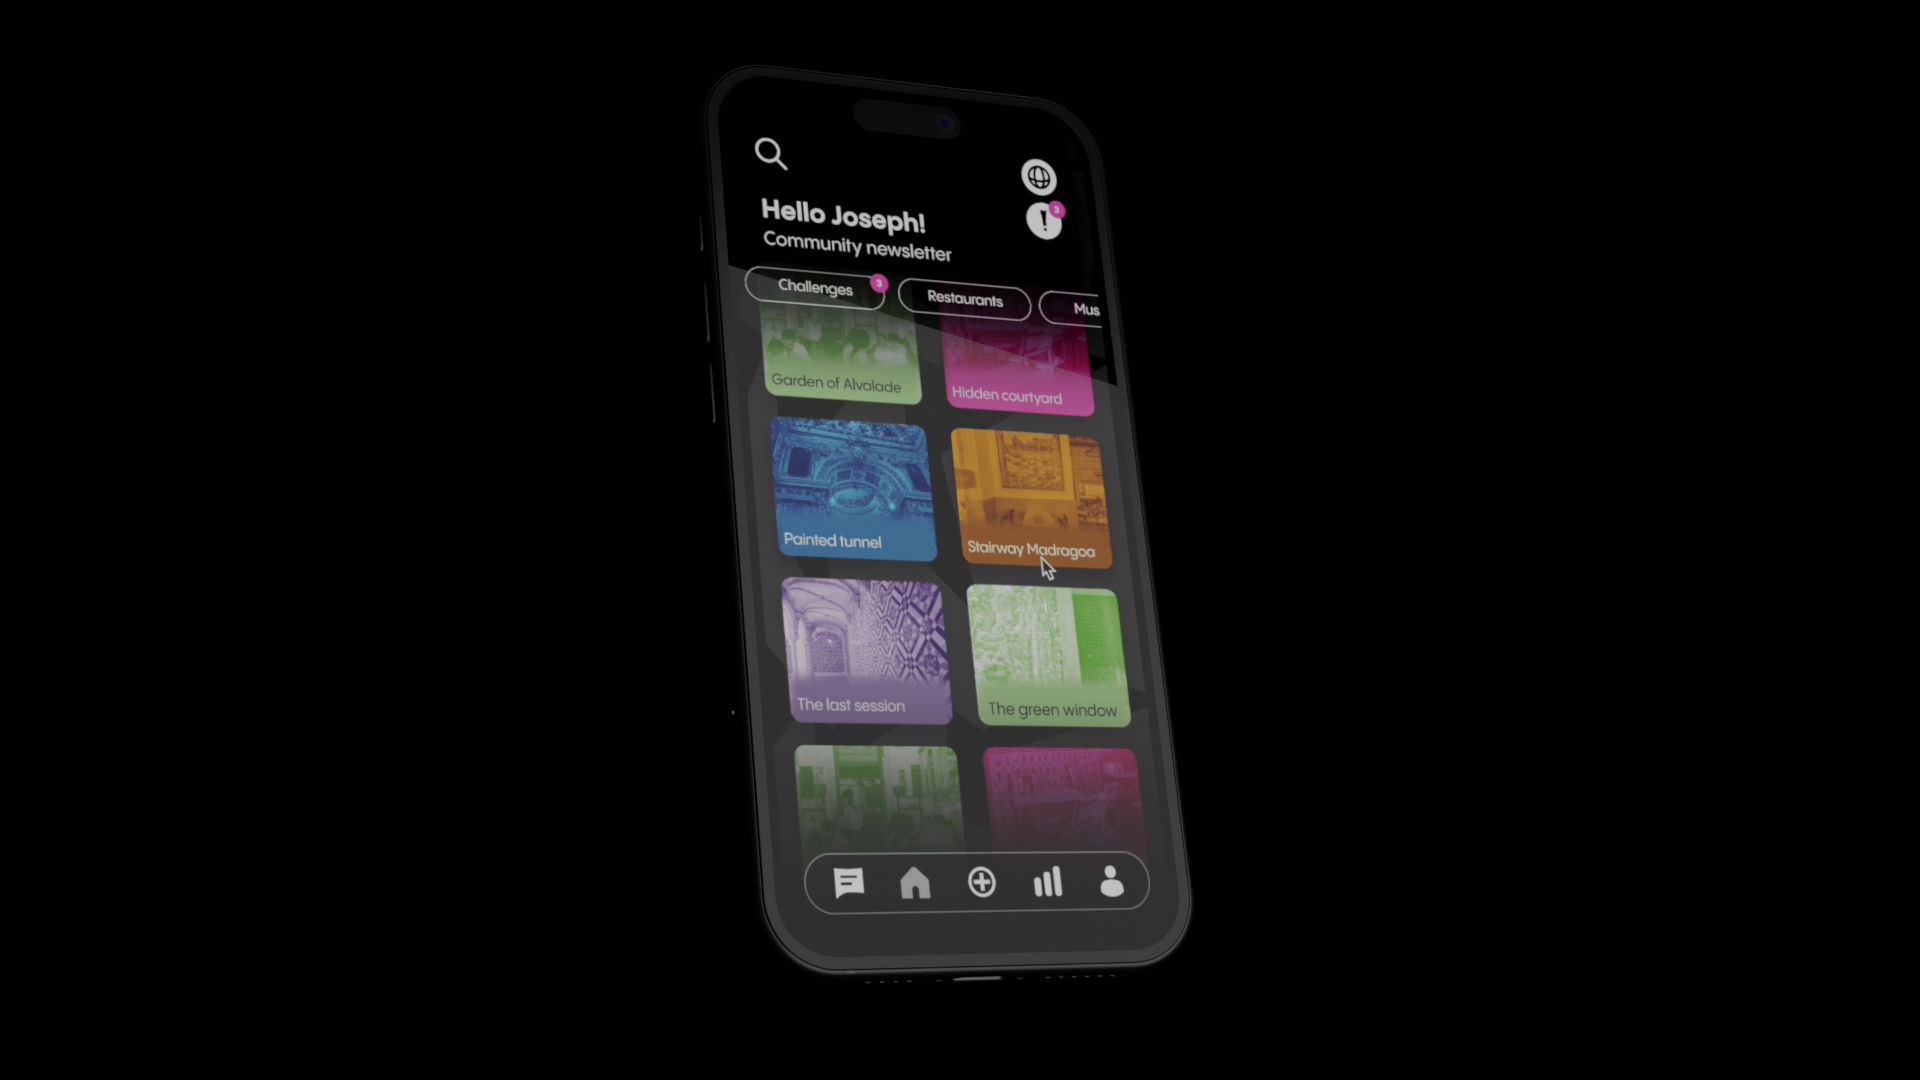 Hello Joseph!
3
Community newsletter
Challenges
3
Restaurants
Mus
Garden of Alvalade
Hidden courtyard
Painted tunnel
Stairway Madragoa
The last session
The green window